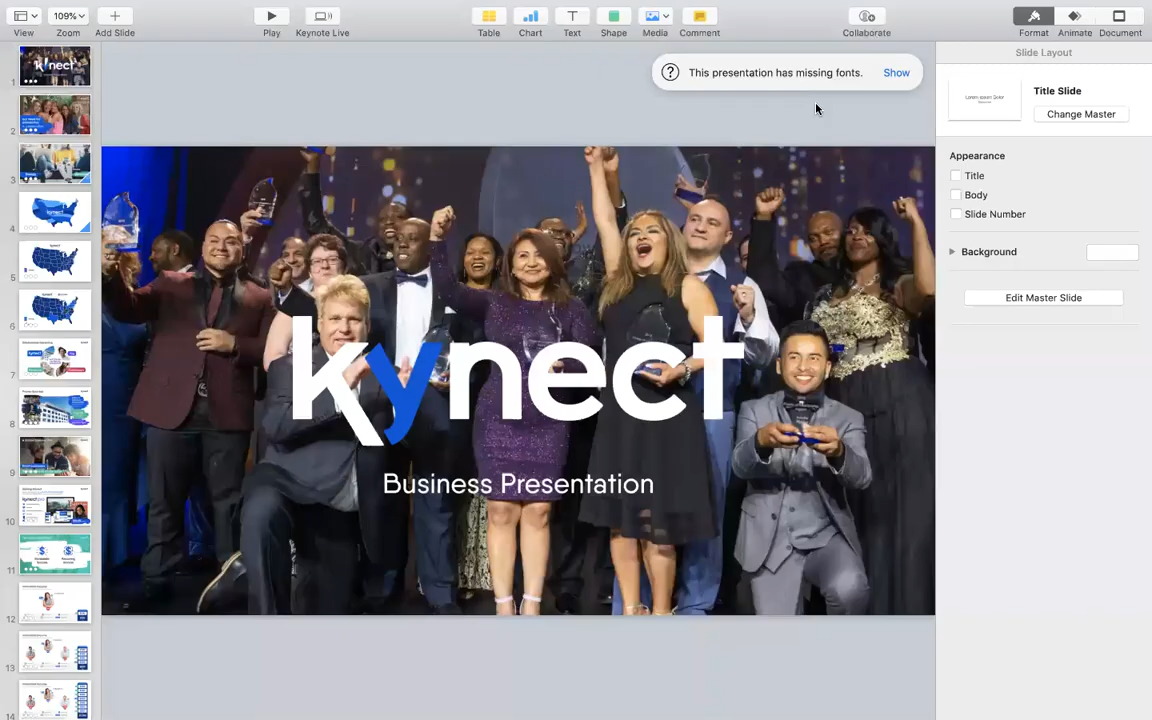 109%
View
Zoom
Add Slide
Play
Keynote Live
Table
Chart
Text
Shape
Media
Comment
Collaborate
Format
Animate
Document
This presentation has missing fonts.
Show
Slide Layout
Title Slide
Change Master
Appearance
Title
Body
Slide Number
Background
Edit Master Slide
kynect
Business Presentation
1
kynect
2
3
4
kynect
5
6
7
8
9
10
11
12
13
14